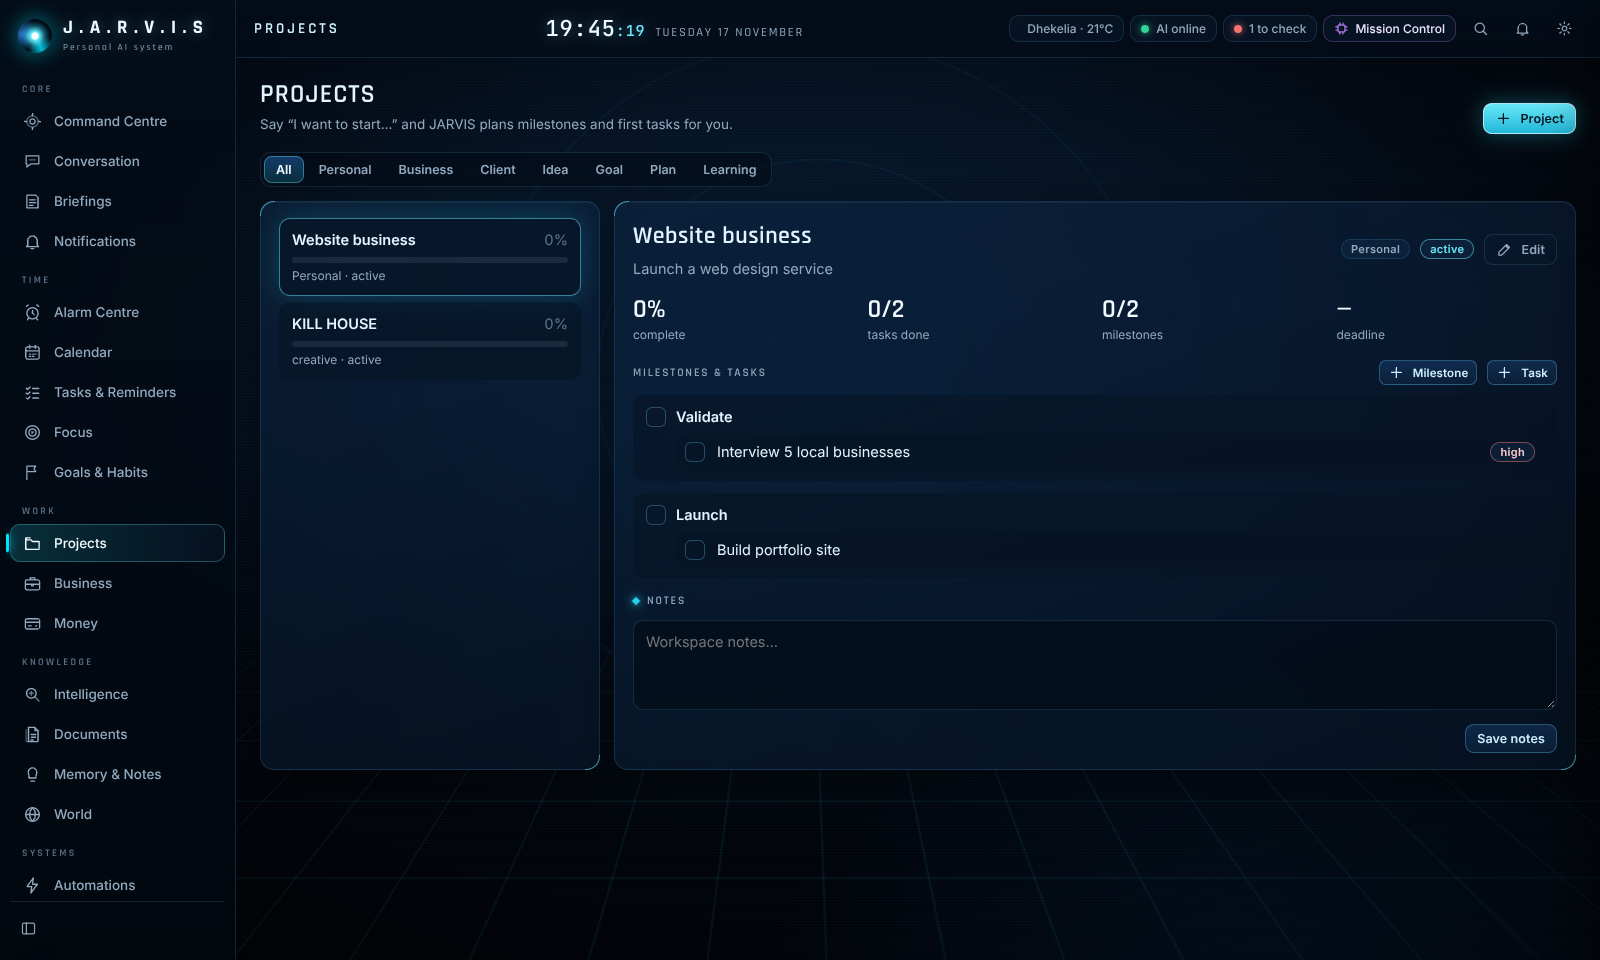 J.A.R.V.I.S
Personal AI system
CORE
Command Centre
Conversation
Briefings
Notifications
TIME
Alarm Centre
Calendar
Tasks & Reminders
Focus
Goals & Habits
WORK
Projects
Business
Money
KNOWLEDGE
Intelligence
Documents
Memory & Notes
World
SYSTEMS
Automations
PROJECTS
19:45:19 TUESDAY 17 NOVEMBER
Dhekelia · 21°C
AI online
1 to check
Mission Control
PROJECTS
Say “I want to start…” and JARVIS plans milestones and first tasks for you.
Project
All Personal Business Client Idea Goal Plan Learning
Website business 0%
Personal · active
KILL HOUSE 0%
creative · active
Website business
Launch a web design service
Personal active Edit
0% 0/2 0/2 –
complete tasks done milestones deadline
MILESTONES & TASKS
Milestone Task
Validate
Interview 5 local businesses high
Launch
Build portfolio site
NOTES
Workspace notes...
Save notes